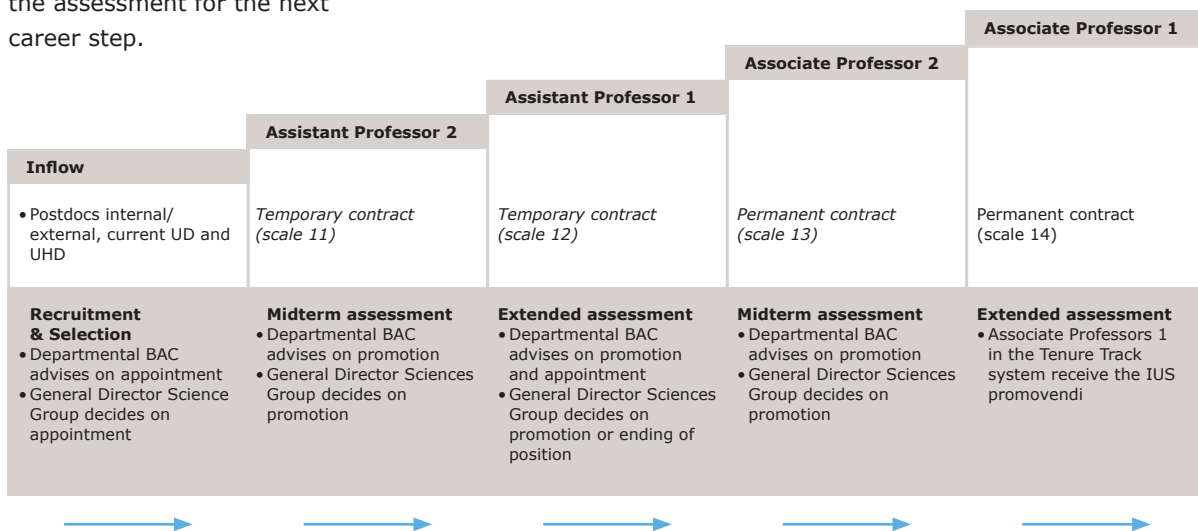 the assessment for the next
career step.
Associate Professor 1
Associate Professor 2
Assistant Professor 1
Assistant Professor 2
Inflow
• Postdocs internal/
external, current UD and
UHD
Temporary contract
(scale 11)
Temporary contract
(scale 12)
Permanent contract
(scale 13)
Permanent contract
(scale 14)
Recruitment
& Selection
• Departmental BAC
advises on appointment
• General Director Science
Group decides on
appointment
Midterm assessment
• Departmental BAC
advises on promotion
• General Director Sciences
Group decides on
promotion
Extended assessment
• Departmental BAC
advises on promotion
and appointment
• General Director Sciences
Group decides on
promotion or ending of
position
Midterm assessment
• Departmental BAC
advises on promotion
• General Director Sciences
Group decides on
promotion
Extended assessment
• Associate Professors 1
in the Tenure Track
system receive the IUS
promovendi